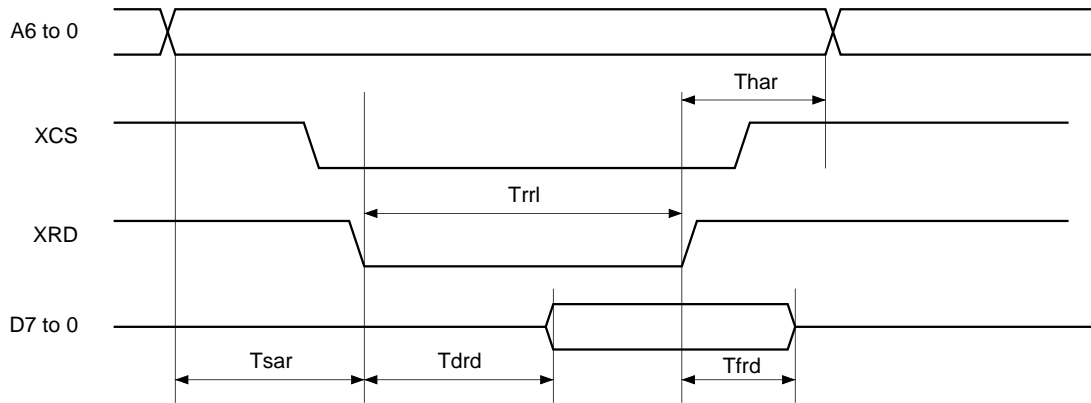 A6 to 0
Thar
XCS
Trrl
XRD
D7 to 0
Tsar
Tdrd
Tfrd